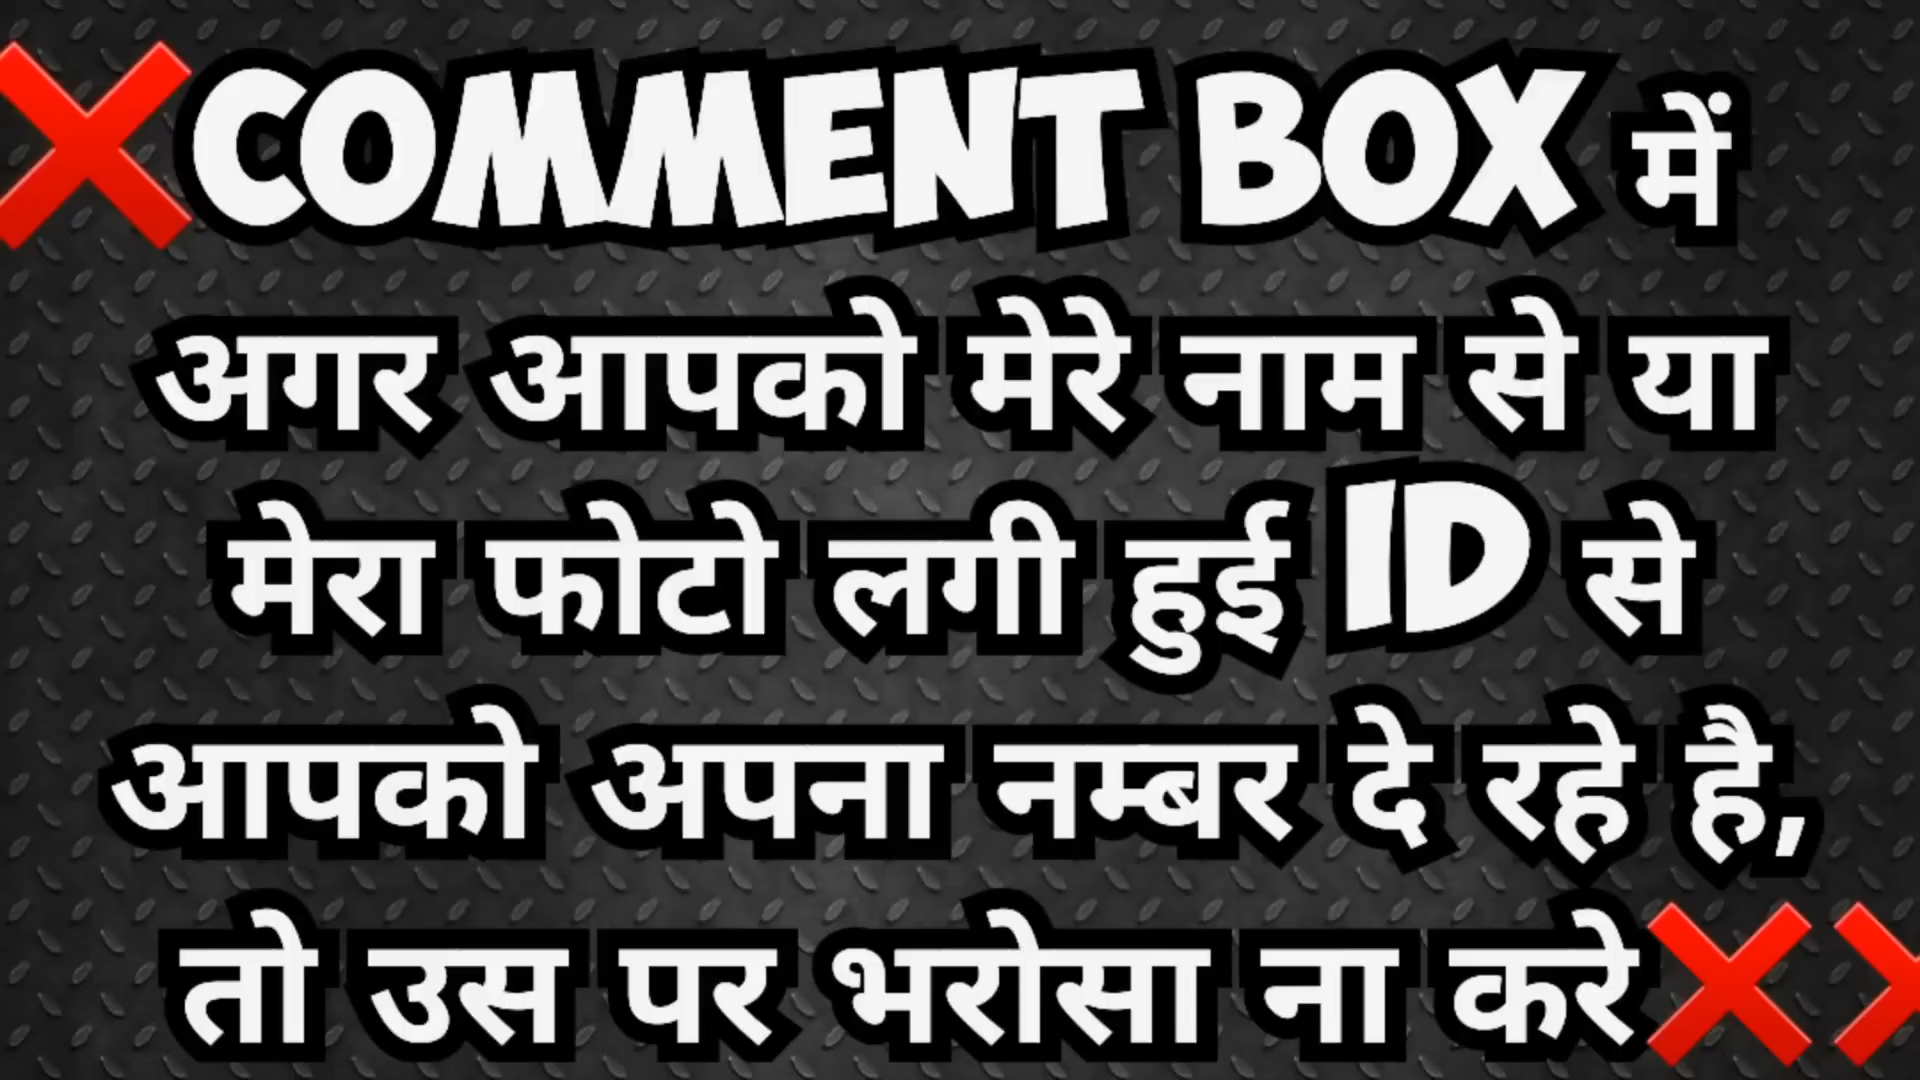 ❌COMMENT BOX में
अगर आपको मेरे नाम से या
मेरा फोटो लगी हुई ID से
आपको अपना नम्बर दे रहे है,
तो उस पर भरोसा ना करे❌❌